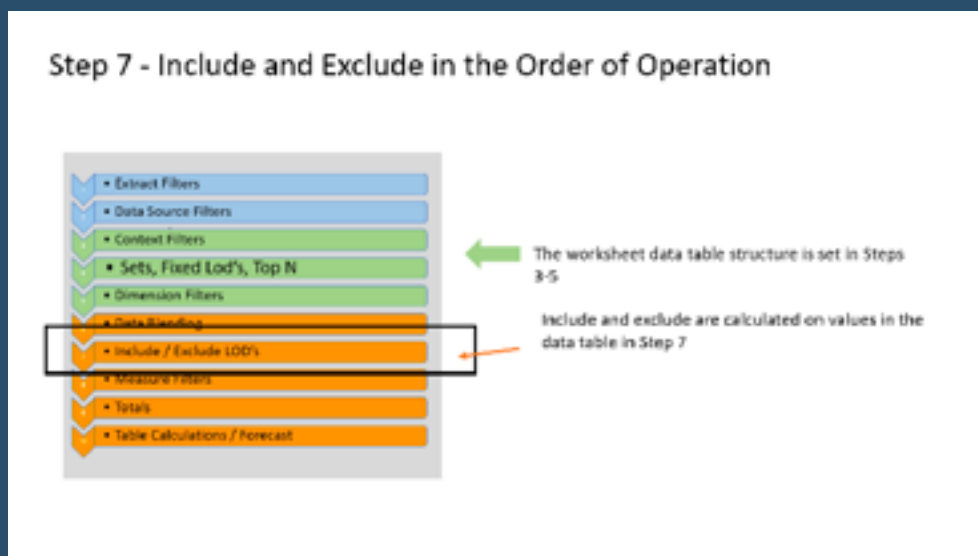 Step 7 - Include and Exclude in the Order of Operation
• Extract Filters
• Data Source Filters
• Context Filters
• Sets, Fixed Lod's, Top N
• Dimension Filters
• Data Blending
• Include / Exclude LOD's
• Measure Filters
• Totals
• Table Calculations / Forecast
The worksheet data table structure is set in Steps
3-5
Include and exclude are calculated on values in the
data table in Step 7